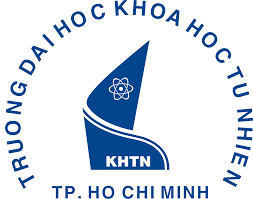 TRUONG DAI HOC KHOA HOC TU NHIEN
KHTN
TP. HO CHI MINH